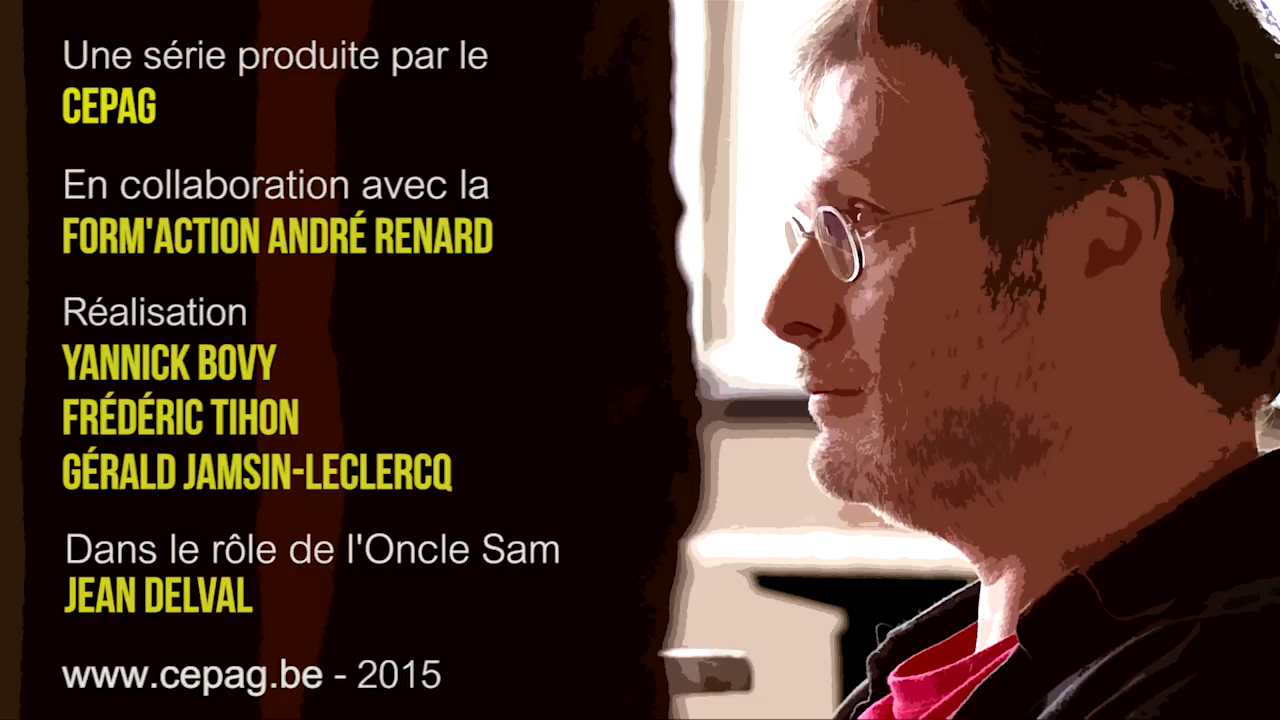 Une série produite par le
CEPAG
En collaboration avec la
FORM'ACTION ANDRÉ RENARD
Réalisation
YANNICK BOVY
FRÉDÉRIC TIHON
GÉRALD JAMSIN-LECLERCQ
Dans le rôle de l'Oncle Sam
JEAN DELVAL
www.cepag.be - 2015